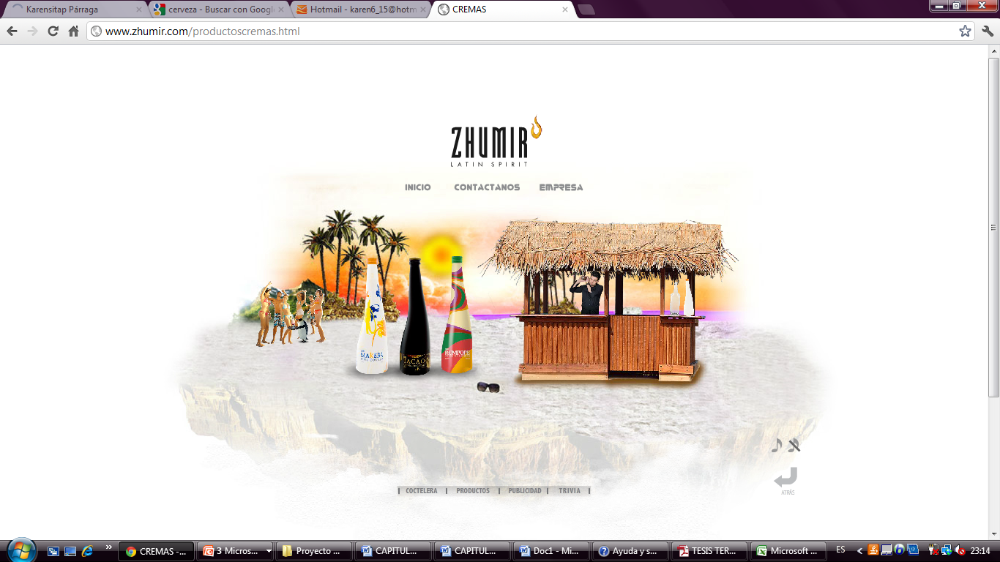 Karensitap Párraga
cerveza - Buscar con Google
Hotmail - karen6_15@hotm
CREMAS
www.zhumir.com/productoscremas.html
ZHUMIR
LATIN SPIRIT
INICIO CONTACTANOS EMPRESA
MAKERA
CACAO
ROMPOPE
ATRÁS
COCTELERA | PRODUCTOS | PUBLICIDAD | TRIVIA
CREMAS -...
3 Micros...
Proyecto ...
CAPITUL...
CAPITUL...
Doc1 - Mi...
Ayuda y s...
TESIS TER...
Microsoft ...
ES
23:14